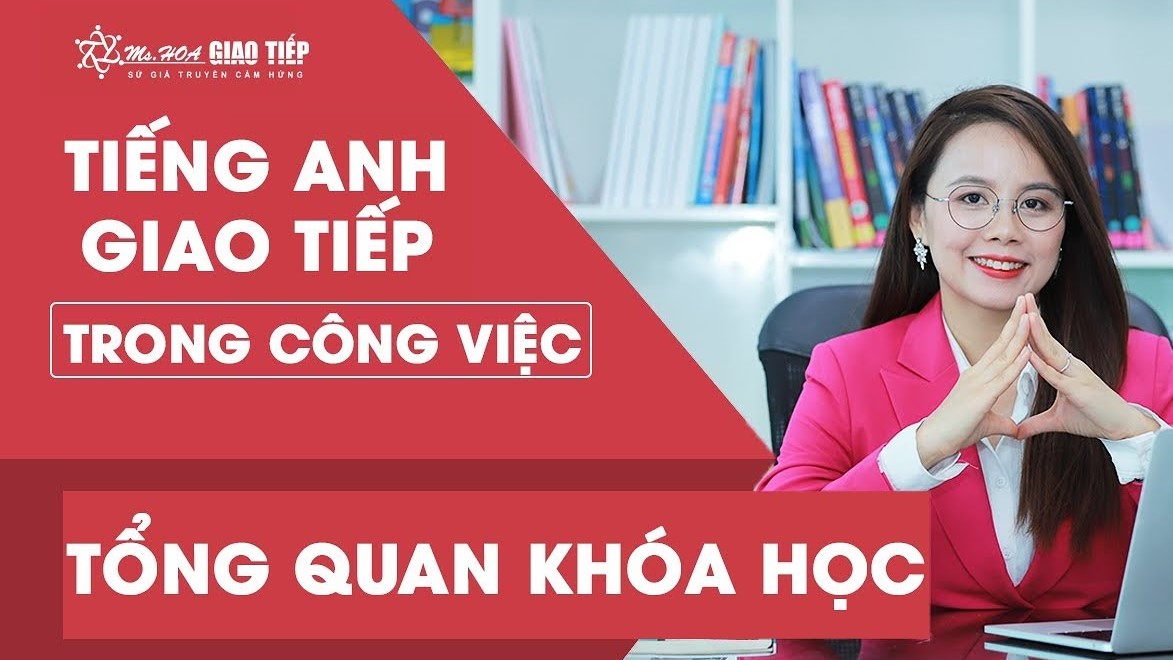 Ms.HOA GIAO TIẾP
SỨ GIẢ TRUYỀN CẢM HỨNG
TIẾNG ANH
GIAO TIẾP
TRONG CÔNG VIỆC
TỔNG QUAN KHÓA HỌC